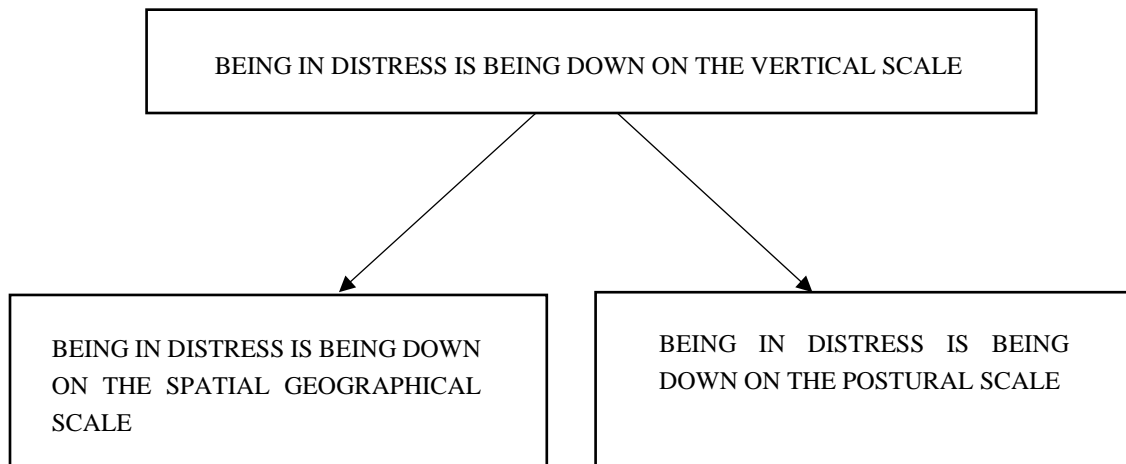 BEING IN DISTRESS IS BEING DOWN ON THE VERTICAL SCALE
BEING IN DISTRESS IS BEING DOWN
ON THE SPATIAL GEOGRAPHICAL
SCALE
BEING IN DISTRESS IS BEING
DOWN ON THE POSTURAL SCALE